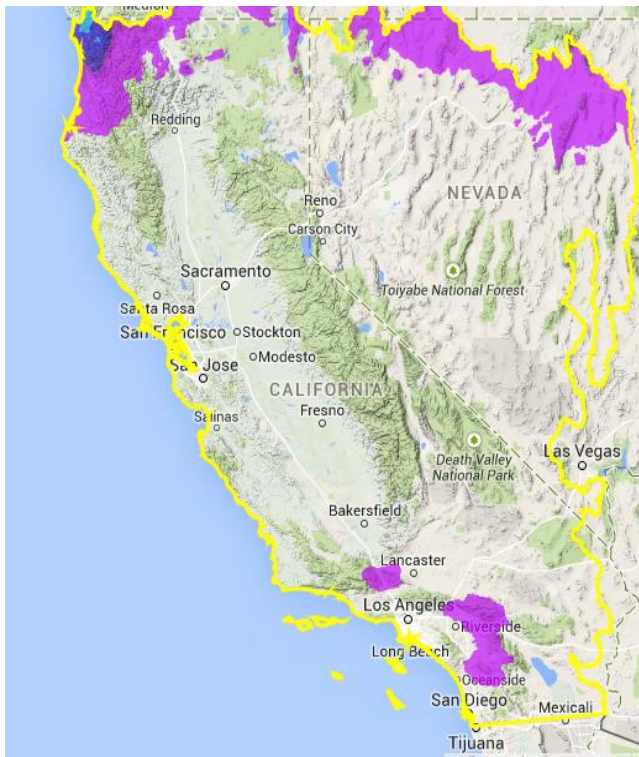 Redding
NEVADA
Reno
Carson City
Sacramento
Toiyabe National Forest
Santa Rosa
San Francisco
Stockton
Modesto
San Jose
CALIFORNIA
Salinas
Fresno
Death Valley
National Park
Las Vegas
Bakersfield
Lancaster
Los Angeles
Riverside
Long Beach
Oceanside
San Diego
Mexicali
Tijuana